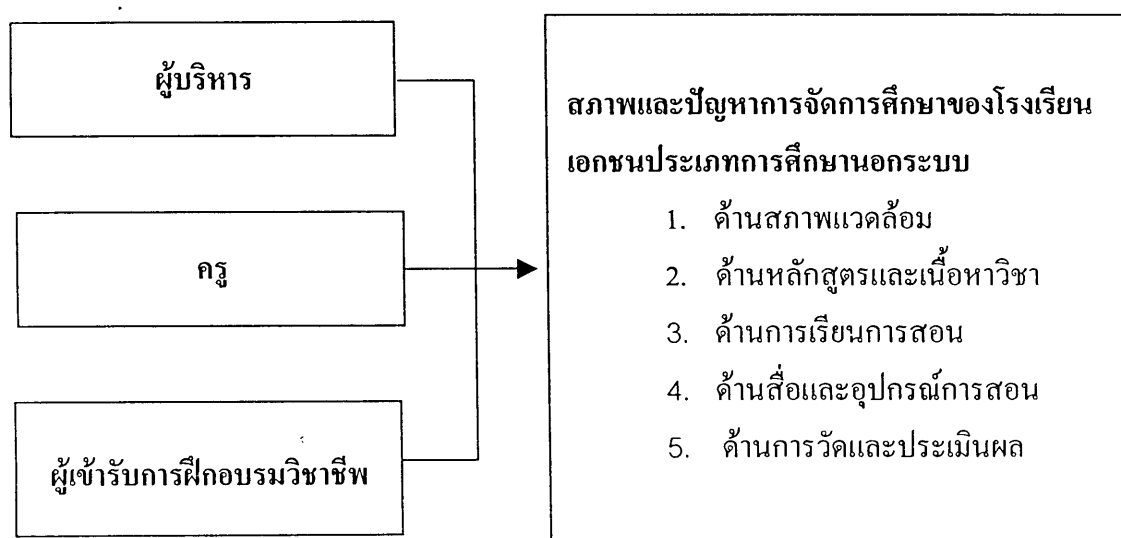 ผู้บริหาร
ครู
ผู้เข้ารับการฝึกอบรมวิชาชีพ
สภาพและปัญหาการจัดการศึกษาของโรงเรียน
เอกชนประเภทการศึกษานอกระบบ
1. ด้านสภาพแวดล้อม
2. ด้านหลักสูตรและเนื้อหาวิชา
3. ด้านการเรียนการสอน
4. ด้านสื่อและอุปกรณ์การสอน
5. ด้านการวัดและประเมินผล